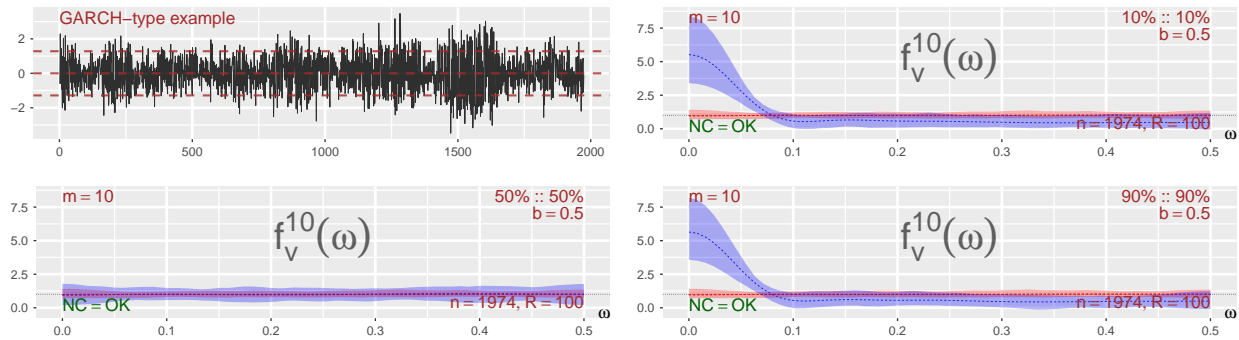 GARCH−type example
2
0
−2
0
500
1000
1500
2000
m = 10
10% :: 10%
b = 0.5
f_v^10(ω)
7.5
5.0
2.5
0.0
NC = OK
n = 1974, R = 100
ω
0.0
0.1
0.2
0.3
0.4
0.5
m = 10
50% :: 50%
b = 0.5
f_v^10(ω)
7.5
5.0
2.5
0.0
NC = OK
n = 1974, R = 100
ω
0.0
0.1
0.2
0.3
0.4
0.5
m = 10
90% :: 90%
b = 0.5
f_v^10(ω)
7.5
5.0
2.5
0.0
NC = OK
n = 1974, R = 100
ω
0.0
0.1
0.2
0.3
0.4
0.5